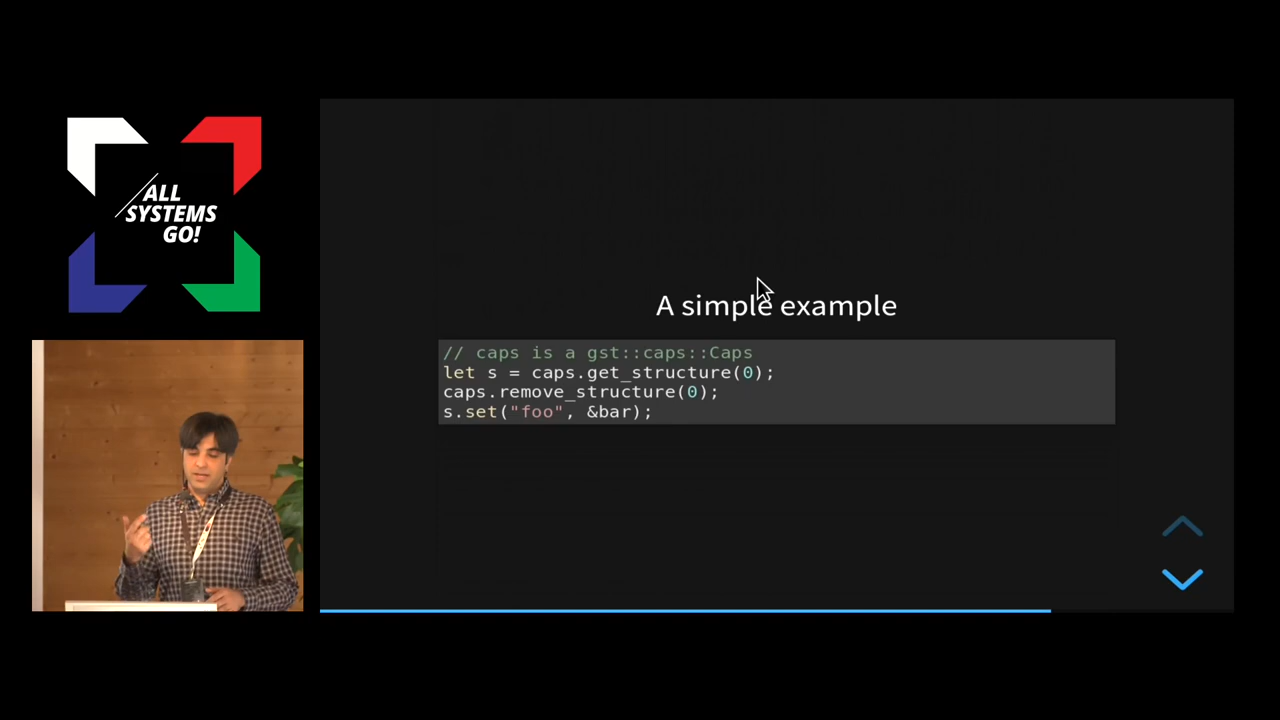 ALL
SYSTEMS
GO!
A simple example
// caps is a gst::caps::Caps
let s = caps.get_structure(0);
caps.remove_structure(0);
s.set("foo", &bar);